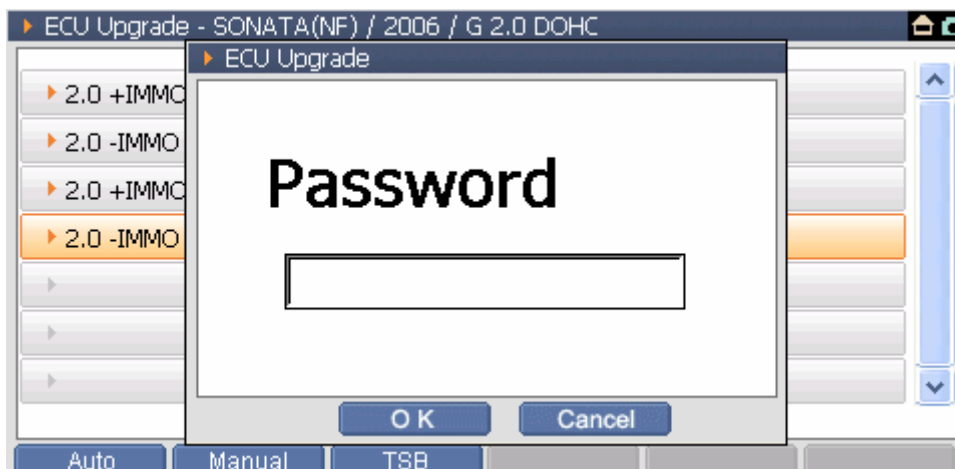 ECU Upgrade - SONATA(NF) / 2006 / G 2.0 DOHC
ECU Upgrade
2.0 +IMMO
2.0 -IMMO
2.0 +IMMO
2.0 -IMMO
Password
OK Cancel
Auto Manual TSB